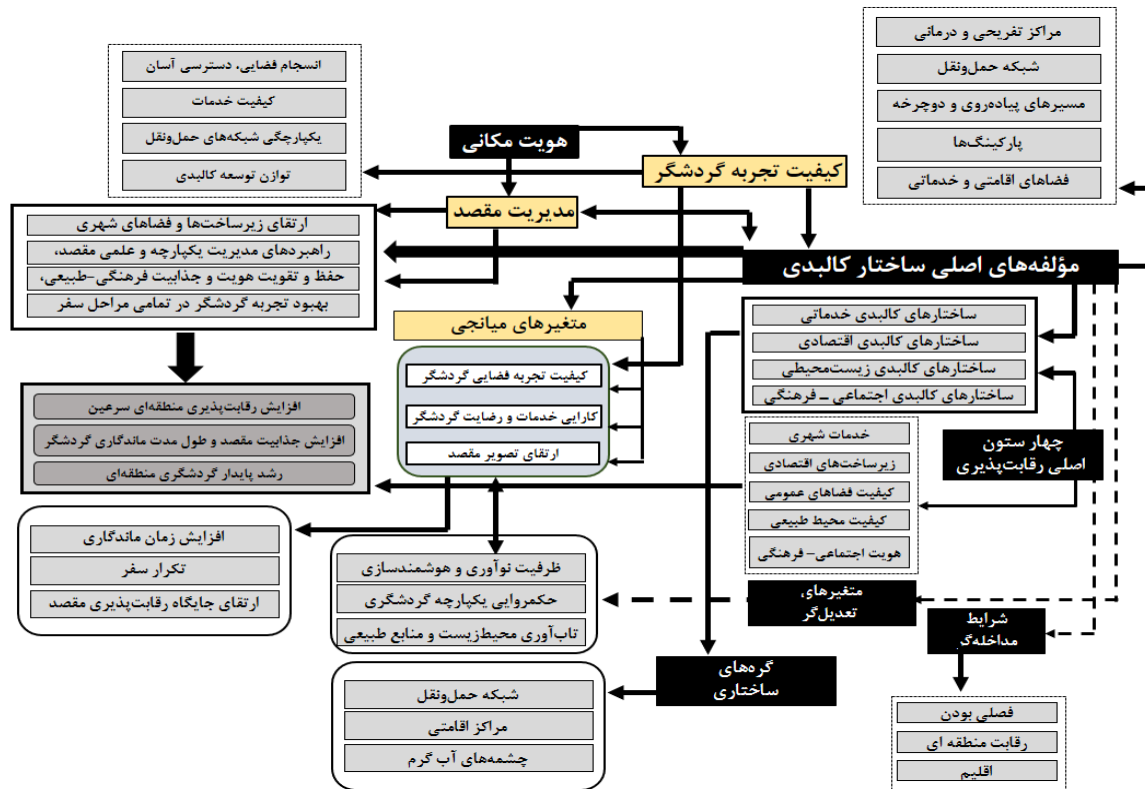 مراکز تفریحی و درمانی
شبکه حمل‌ونقل
مسیرهای پیاده‌روی و دوچرخه
پارکینگ‌ها
فضاهای اقامتی و خدماتی
انسجام فضایی، دسترسی آسان
کیفیت خدمات
یکپارچگی شبکه‌های حمل‌ونقل
توازن توسعه کالبدی
هویت مکانی
کیفیت تجربه گردشگر
مدیریت مقصد
ارتقای زیرساخت‌ها و فضاهای شهری
راهبردهای مدیریت یکپارچه و علمی مقصد،
حفظ و تقویت هویت و جذابیت فرهنگی-طبیعی،
بهبود تجربه گردشگر در تمامی مراحل سفر
مؤلفه‌های اصلی ساختار کالبدی
ساختارهای کالبدی خدماتی
ساختارهای کالبدی اقتصادی
ساختارهای کالبدی زیست‌محیطی
ساختارهای کالبدی اجتماعی ــ فرهنگی
متغیرهای میانجی
کیفیت تجربه فضایی گردشگر
کارایی خدمات و رضایت گردشگر
ارتقای تصویر مقصد
افزایش رقابت‌پذیری منطقه‌ای سرعین
افزایش جذابیت مقصد و طول مدت ماندگاری گردشگر
رشد پایدار گردشگری منطقه‌ای
چهار ستون
اصلی رقابت‌پذیری
خدمات شهری
زیرساخت‌های اقتصادی
کیفیت فضاهای عمومی
کیفیت محیط طبیعی
هویت اجتماعی- فرهنگی
افزایش زمان ماندگاری
تکرار سفر
ارتقای جایگاه رقابت‌پذیری مقصد
ظرفیت نوآوری و هوشمندسازی
حکمروایی یکپارچه گردشگری
تاب‌آوری محیط‌زیست و منابع طبیعی
متغیرهای,
تعدیل‌گر
شرایط
مداخله‌گر
گره‌های
ساختاری
شبکه حمل‌ونقل
مراکز اقامتی
چشمه‌های آب گرم
فصلی بودن
رقابت منطقه ای
اقلیم